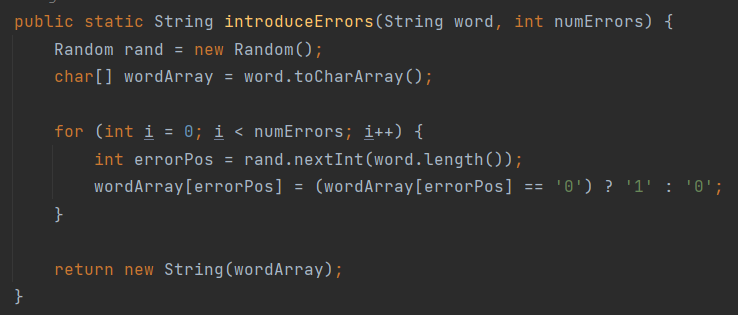 public static String introduceErrors(String word, int numErrors) {
    Random rand = new Random();
    char[] wordArray = word.toCharArray();

    for (int i = 0; i < numErrors; i++) {
        int errorPos = rand.nextInt(word.length());
        wordArray[errorPos] = (wordArray[errorPos] == '0') ? '1' : '0';
    }

    return new String(wordArray);
}